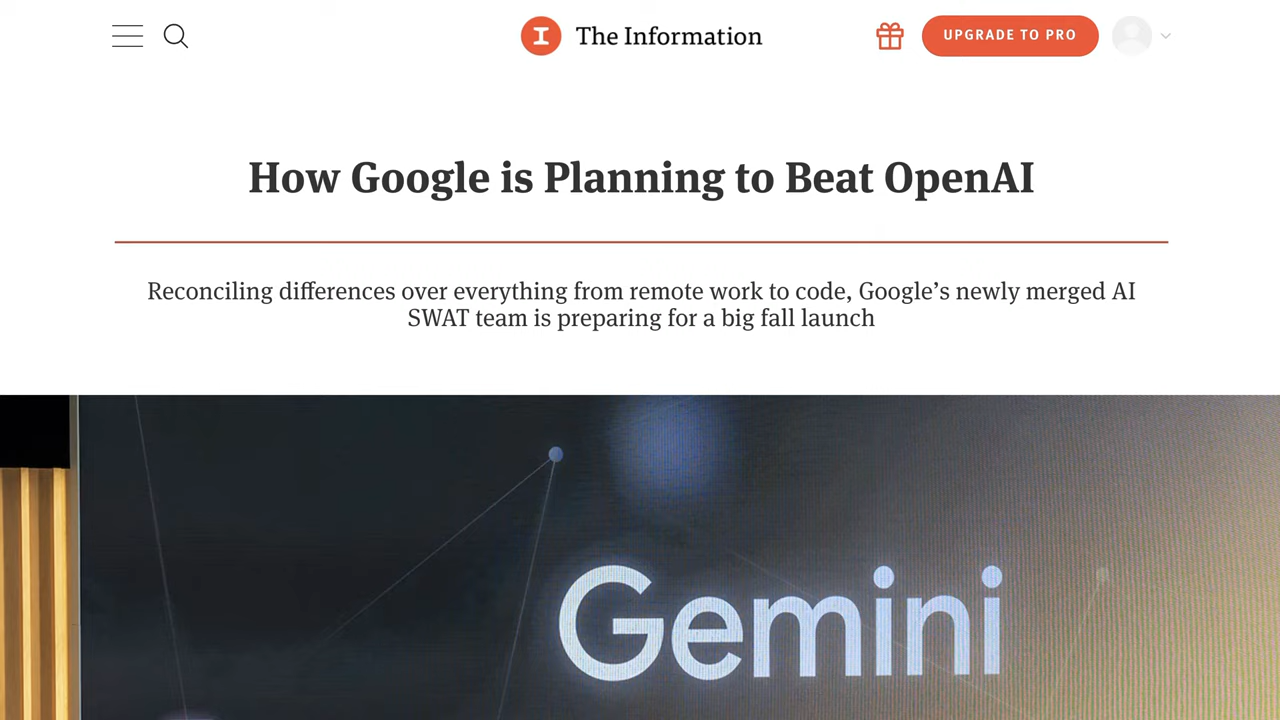 The Information
UPGRADE TO PRO
How Google is Planning to Beat OpenAI
Reconciling differences over everything from remote work to code, Google’s newly merged AI
SWAT team is preparing for a big fall launch
Gemini